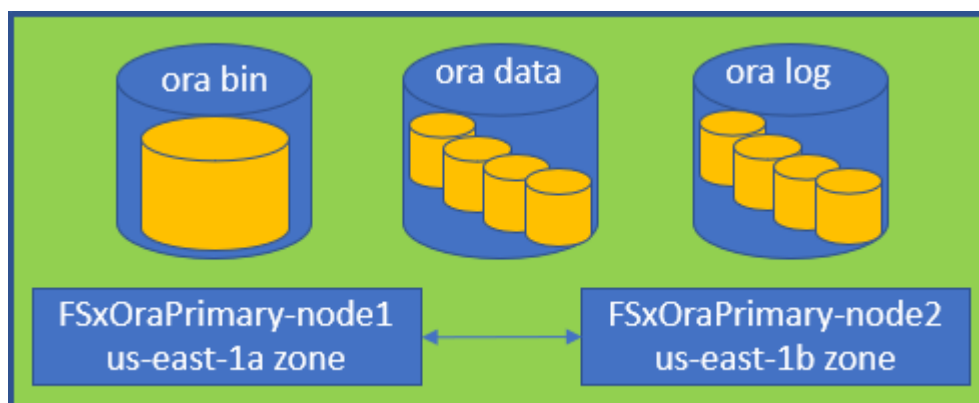 ora bin
ora data
ora log
FSxOraPrimary-node1
us-east-1a zone
FSxOraPrimary-node2
us-east-1b zone